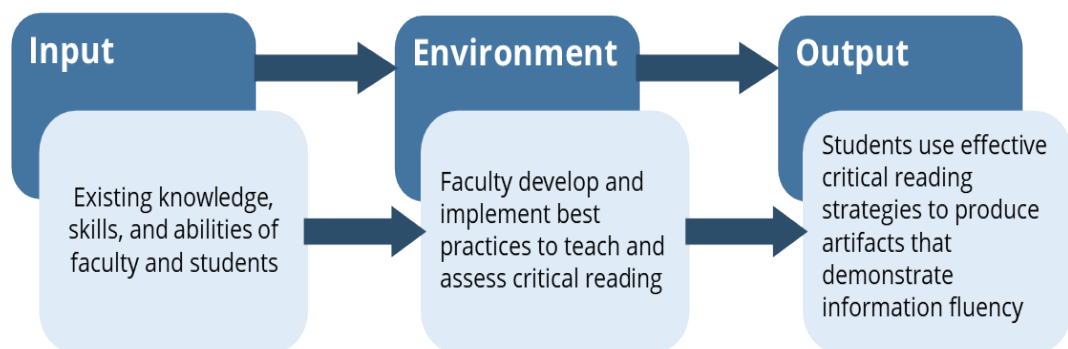 Input
Existing knowledge,
skills, and abilities of
faculty and students
Environment
Faculty develop and
implement best
practices to teach and
assess critical reading
Output
Students use effective
critical reading
strategies to produce
artifacts that
demonstrate
information fluency